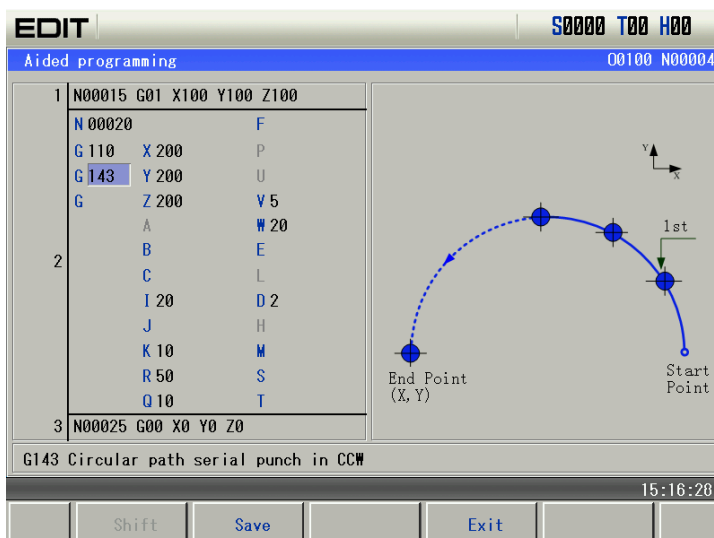 EDIT S0000 T00 H00
Aided programming O0100 N00004
1 N00015 G01 X100 Y100 Z100
N 00020 F
G 110 X 200 P
G 143 Y 200 U
G Z 200 V 5
A W 20
B E
2 C L
I 20 D 2
J H
K 10 M
R 50 S
Q 10 T
3 N00025 G00 X0 Y0 Z0
Y
X
1st
End Point
(X, Y)
Start
Point
G143 Circular path serial punch in CCW
15:16:28
Shift Save Exit